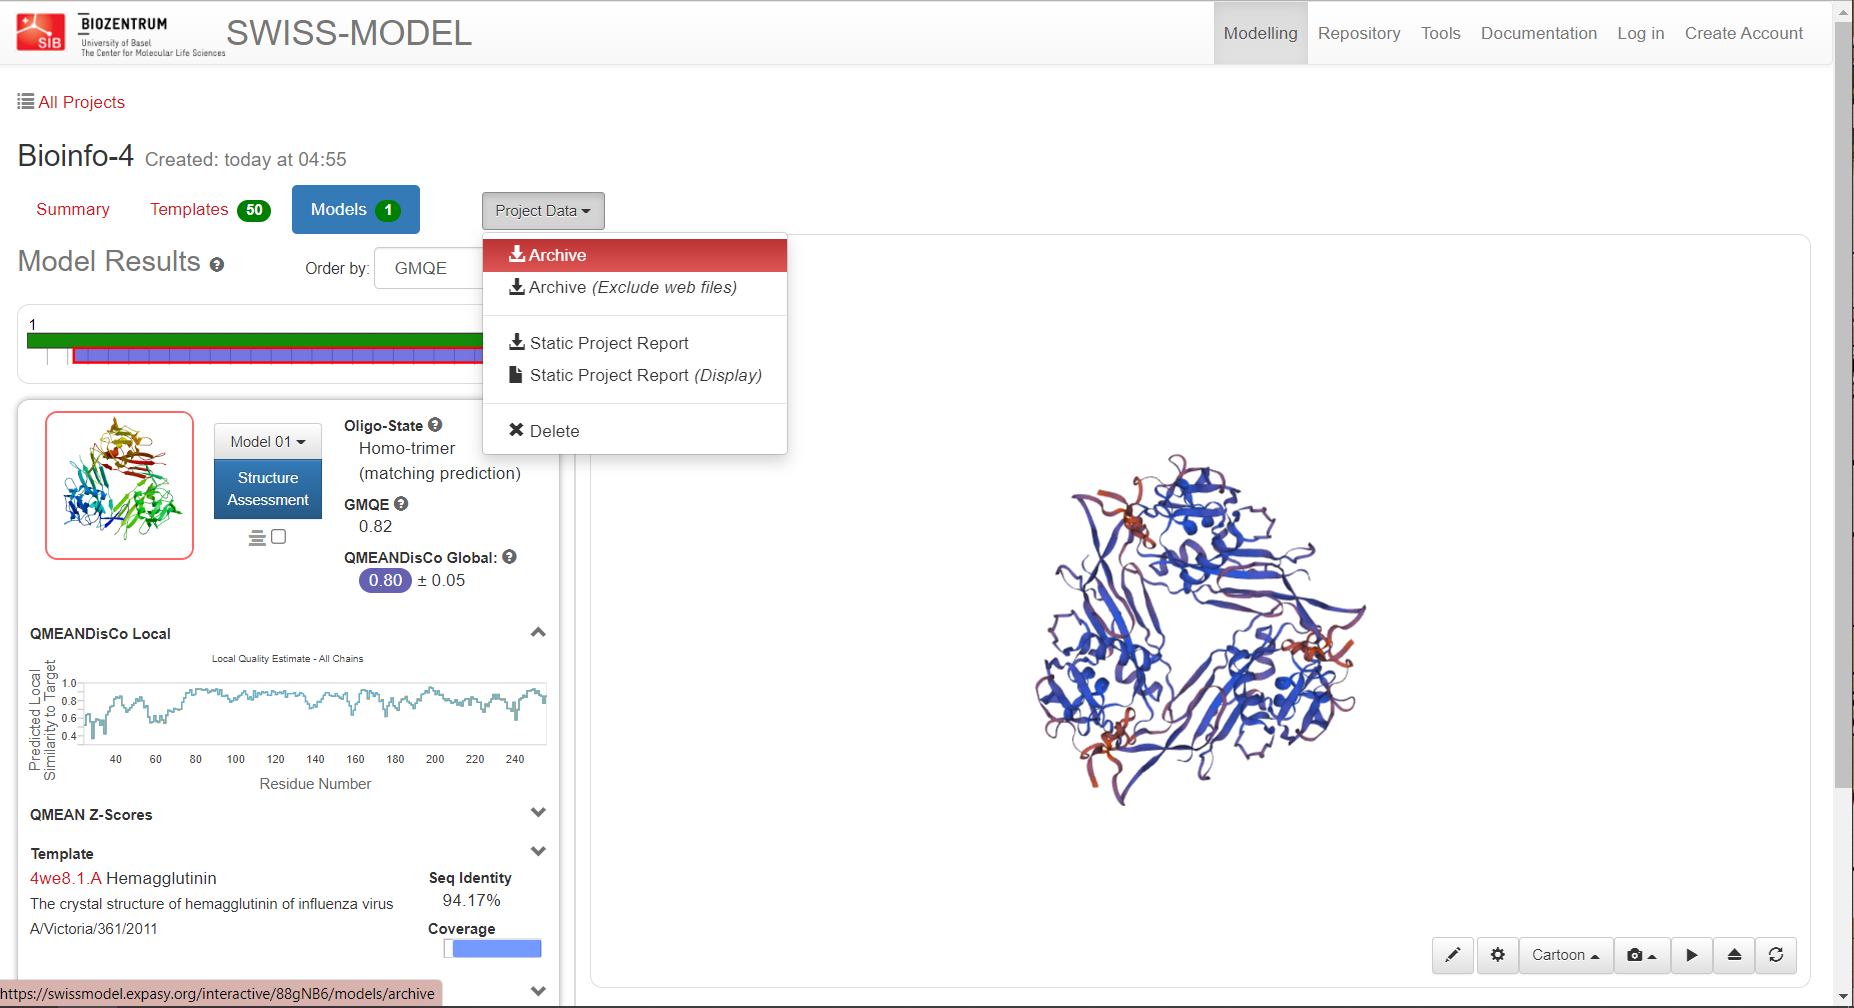 SIB
BIOZENTRUM
University of Basel
The Center for Molecular Life Sciences
SWISS-MODEL
Modelling
Repository
Tools
Documentation
Log in
Create Account
All Projects
Bioinfo-4 Created: today at 04:55
Summary
Templates 50
Models 1
Project Data
Archive
Archive (Exclude web files)
Static Project Report
Static Project Report (Display)
Delete
Model Results
Order by: GMQE
1
Model 01
Structure
Assessment
Oligo-State
Homo-trimer
(matching prediction)
GMQE
0.82
QMEANDisCo Global:
0.80 ± 0.05
QMEANDisCo Local
Local Quality Estimate - All Chains
Predicted Local
Similarity to Target
1.0
0.8
0.6
0.4
40 60 80 100 120 140 160 180 200 220 240
Residue Number
QMEAN Z-Scores
Template
4we8.1.A Hemagglutinin
The crystal structure of hemagglutinin of influenza virus
A/Victoria/361/2011
Seq Identity
94.17%
Coverage
Cartoon
https://swissmodel.expasy.org/interactive/88gNB6/models/archive